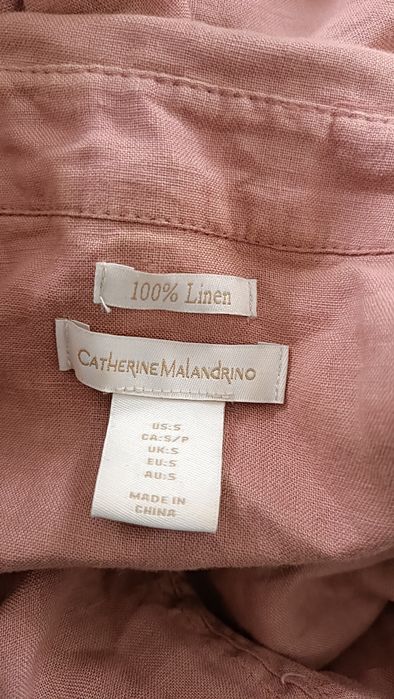 100% Linen
CATHERINE MALANDRINO
US:S
CA:S/P
UK:S
EU:S
AU:S
MADE IN
CHINA